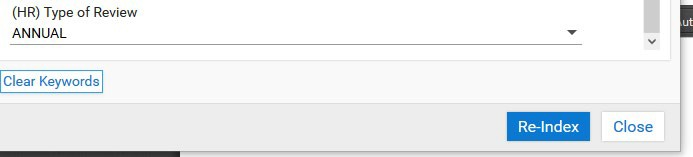 (HR) Type of Review
ANNUAL
Clear Keywords
Re-Index
Close